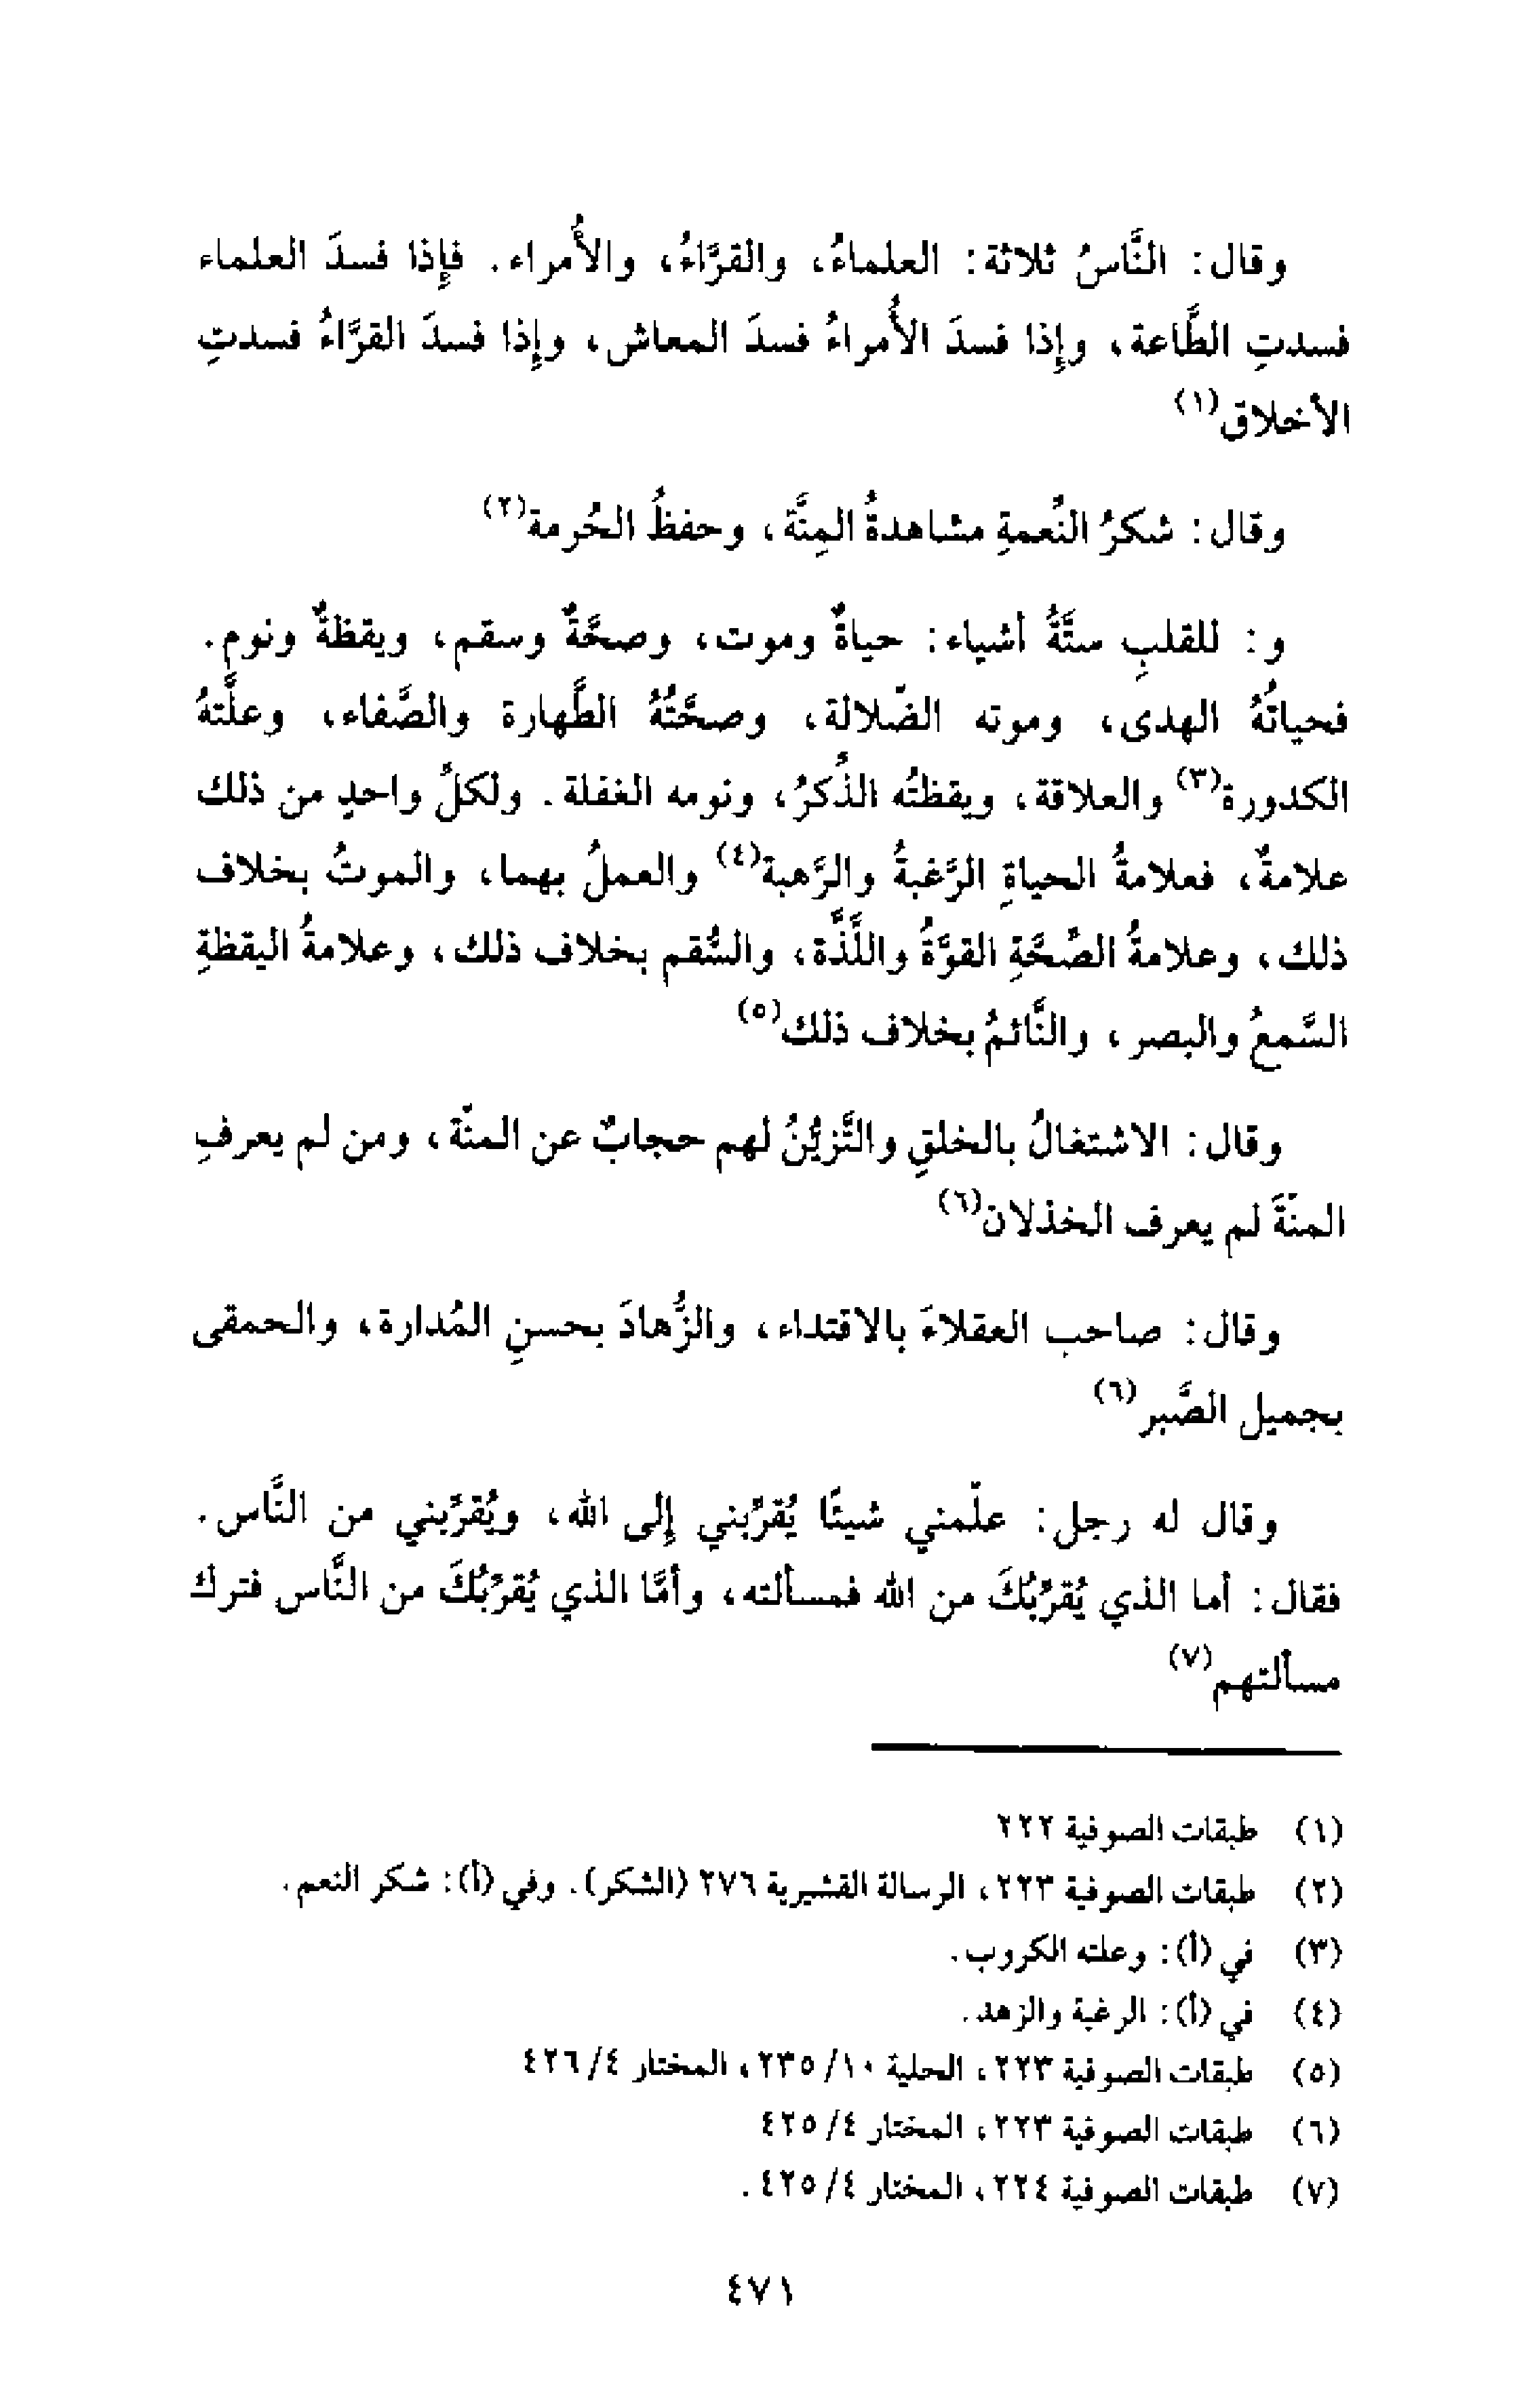 وقال: النَّاسُ ثلاثة: العلماءُ، والقرَّاءُ، والأُمراء. فإذا فسدَ العلماء
فسدتِ الطَّاعة، وإذا فسدَ الأُمراءُ فسدَ المعاش، وإذا فسدَ القرَّاءُ فسدتِ
الأخلاق(١)
وقال: شكرُ النِّعمةِ مشاهدةُ المِنَّة، وحفظُ الحُرمة(٢)
و: للقلبِ ستَّةُ أشياء: حياةٌ وموت، وصحَّةٌ وسقم، ويقظةٌ ونوم.
فحياتُهُ الهدى، وموته الضّلالة، وصحَّتُهُ الطَّهارة والصَّفاء، وعلَّتهُ
الكدورة(٣) والعلاقة، ويقظتُه الذِّكرُ، ونومه الغفلة. ولكلِّ واحدٍ من ذلك
علامةٌ، فعلامةُ الحياةِ الرَّغبةُ والرَّهبة(٤) والعملُ بهما، والموتُ بخلاف
ذلك، وعلامةُ الصِّحَّةِ القوَّةُ واللَّذَّة، والسُّقم بخلاف ذلك، وعلامةُ اليقظةِ
السَّمعُ والبصر، والنَّائمُ بخلاف ذلك(٥)
وقال: الاشتغالُ بالخلقِ والتَّزيُّنُ لهم حجابٌ عن المنّة، ومن لم يعرفِ
المنّةَ لم يعرف الخذلان(٦)
وقال: صاحب العقلاءَ بالاقتداء، والزُّهادَ بحسنِ المُدارة، والحمقى
بجميل الصَّبر(٦)
وقال له رجل: علّمني شيئًا يُقرِّبني إلى الله، ويُقرِّبني من النَّاس.
فقال: أما الذي يُقرِّبُكَ من الله فمسألته، وأمَّا الذي يُقرِّبُكَ من النَّاس فترك
مسألتهم(٧)
(١) طبقات الصوفية ٢٢٢
(٢) طبقات الصوفية ٢٢٣، الرسالة القشيرية ٢٧٦ (الشكر). وفي (أ): شكر النعم.
(٣) في (أ): وعلته الكروب.
(٤) في (أ): الرغبة والزهد.
(٥) طبقات الصوفية ٢٢٣، الحلية ١٠/ ٢٣٥، المختار ٤/ ٤٢٦
(٦) طبقات الصوفية ٢٢٣، المختار ٤/ ٤٢٥
(٧) طبقات الصوفية ٢٢٤، المختار ٤/ ٤٢٥.
٤٧١